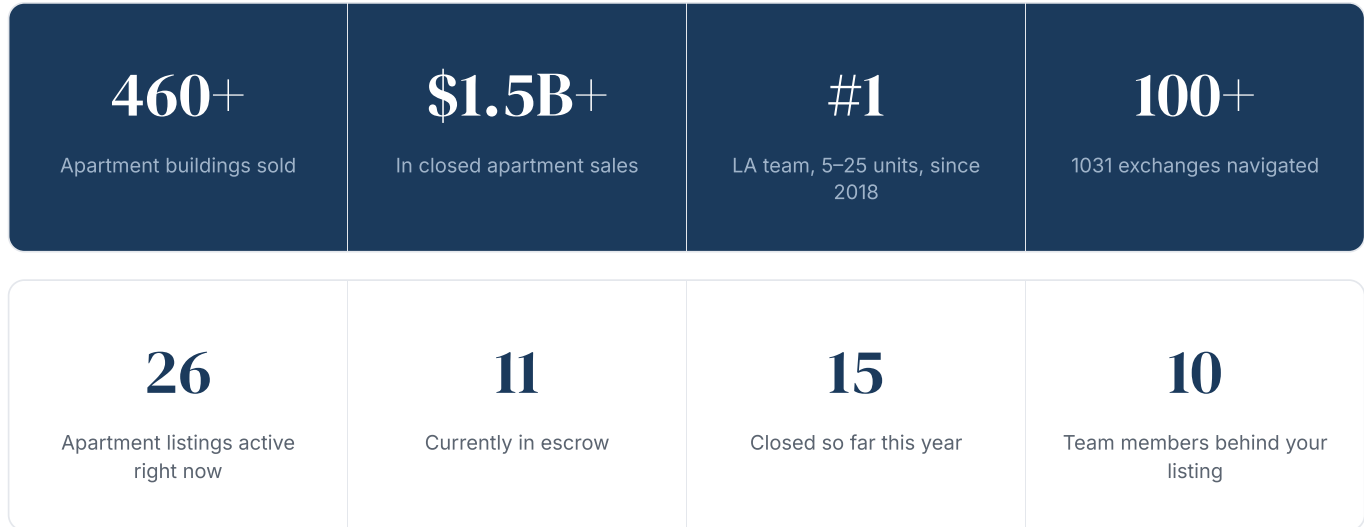 460+
$1.5B+
#1
100+
Apartment buildings sold
In closed apartment sales
LA team, 5–25 units, since
2018
1031 exchanges navigated
26
11
15
10
Apartment listings active
right now
Currently in escrow
Closed so far this year
Team members behind your
listing